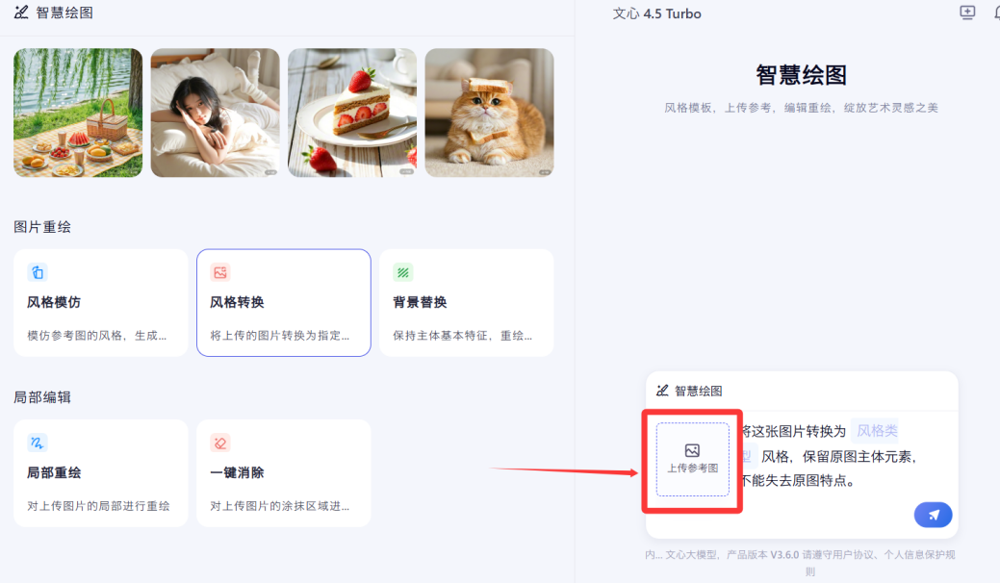 智慧绘图
文心 4.5 Turbo
智慧绘图
风格模板，上传参考，编辑重绘，绽放艺术灵感之美
图片重绘
风格模仿
模仿参考图的风格，生成...
风格转换
将上传的图片转换为指定...
背景替换
保持主体基本特征，重绘...
局部编辑
局部重绘
对上传图片的局部进行重绘
一键消除
对上传图片的涂抹区域进...
智慧绘图
上传参考图
将这张图片转换为 风格类
型 风格，保留原图主体元素，
不能失去原图特点。
内... 文心大模型，产品版本 V3.6.0 请遵守用户协议、个人信息保护规
则